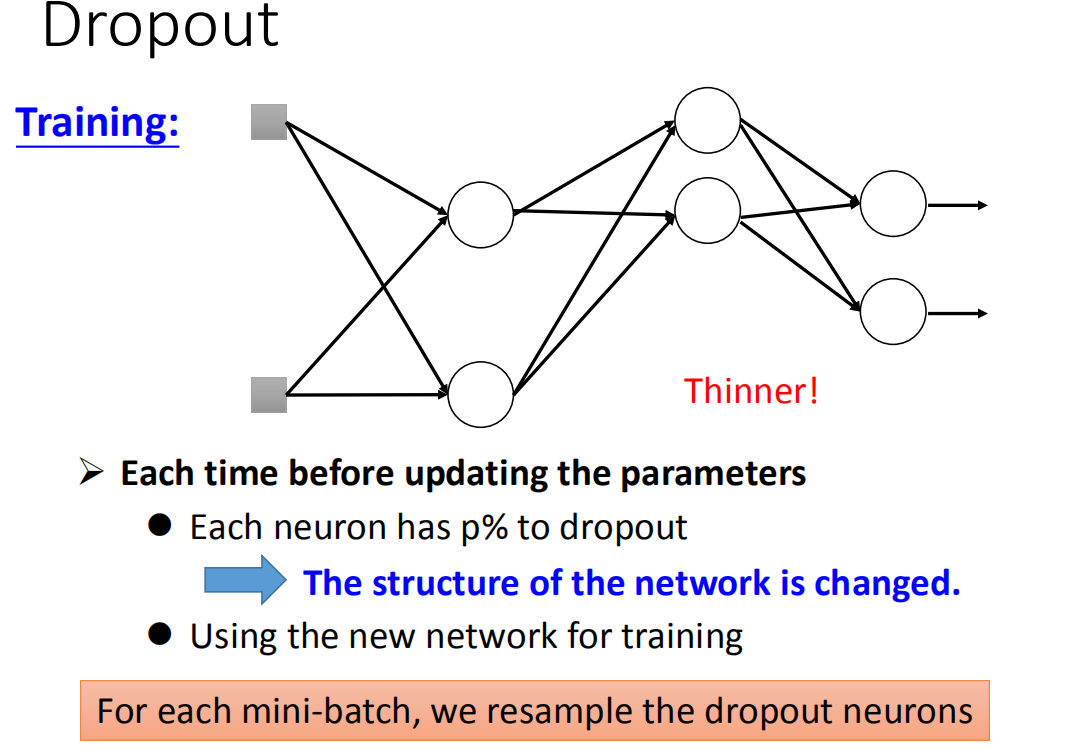 Dropout
Training:
Thinner!
➢ Each time before updating the parameters
● Each neuron has p% to dropout
The structure of the network is changed.
● Using the new network for training
For each mini-batch, we resample the dropout neurons